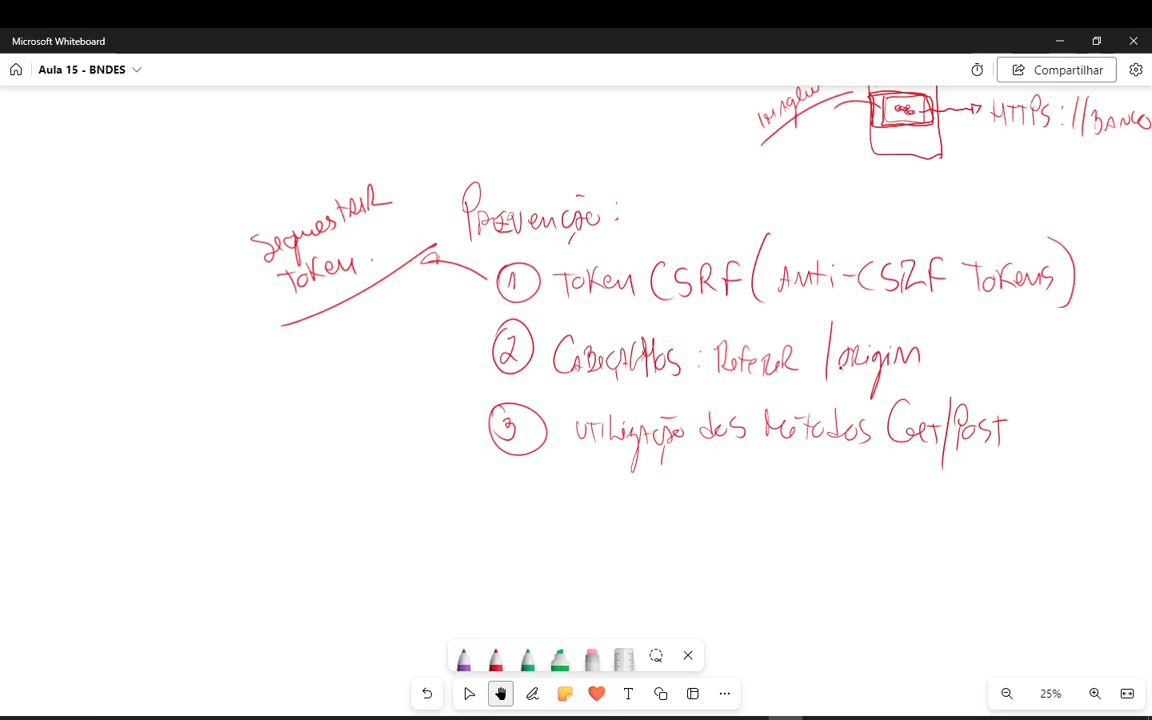 Microsoft Whiteboard
Aula 15 - BNDES
Compartilhar
HTTPS://BANCO
Sequestrar
Token.
Prevenção:
1 Token CSRF (Anti-CSRF Tokens)
2 Cabeçalhos: Referer / origin
3 Utilização dos Métodos Get/Post
25%